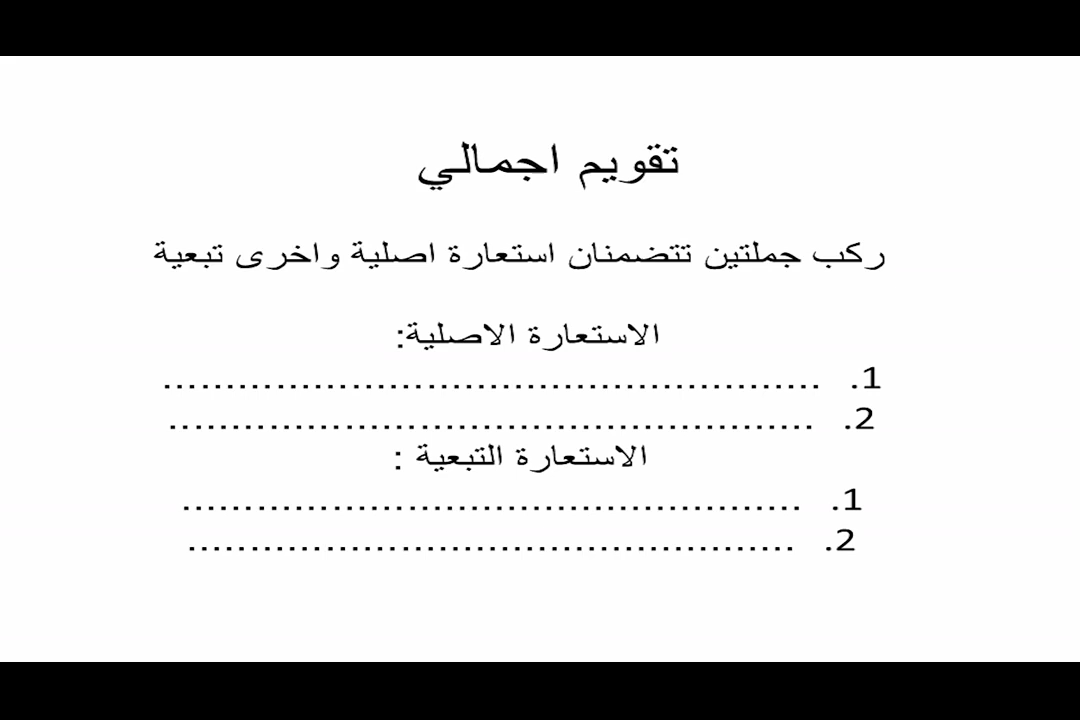 تقويم اجمالي
ركب جملتين تتضمنان استعارة اصلية واخرى تبعية
الاستعارة الاصلية:
1. ....................................................
2. ....................................................
الاستعارة التبعية :
1. ..................................................
2. .................................................